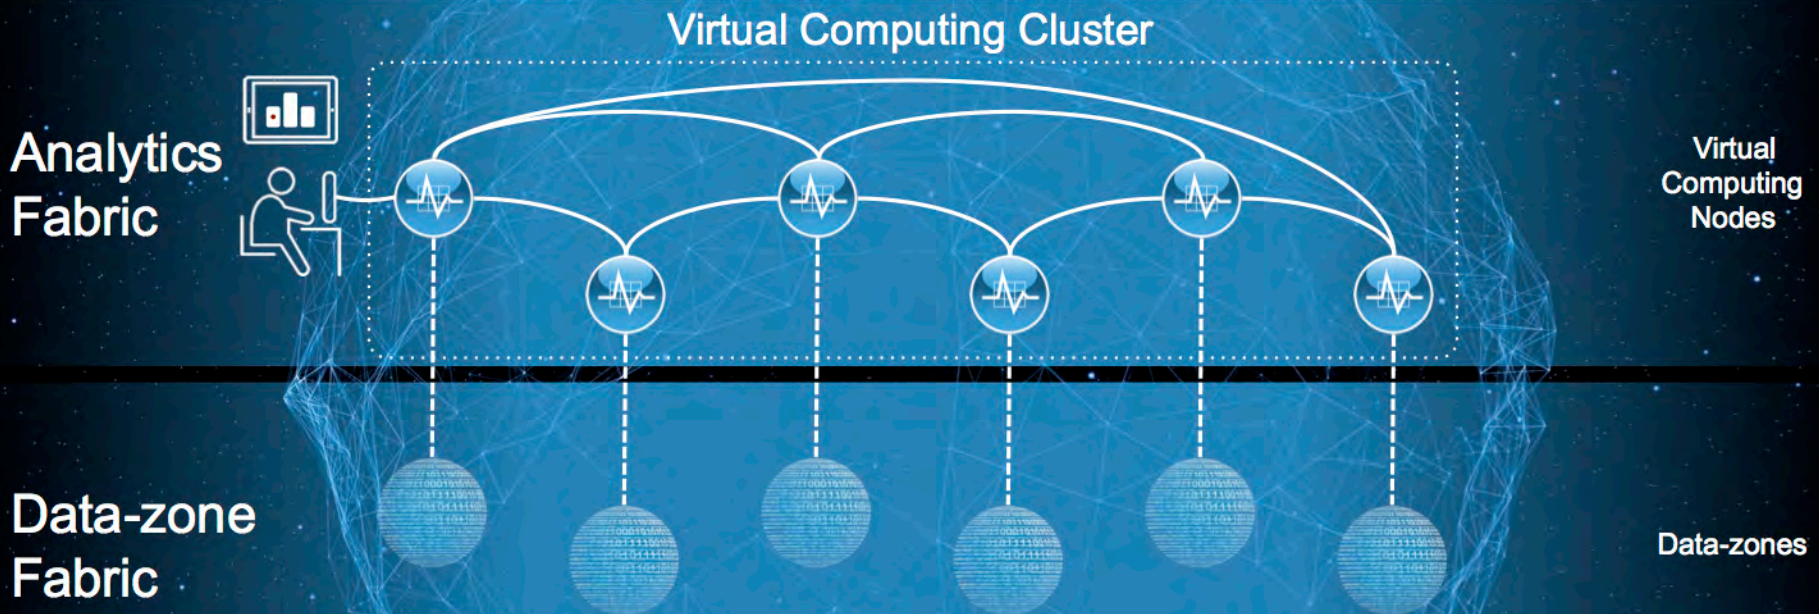 Virtual Computing Cluster
Analytics
Fabric
Virtual
Computing
Nodes
Data-zone
Fabric
Data-zones